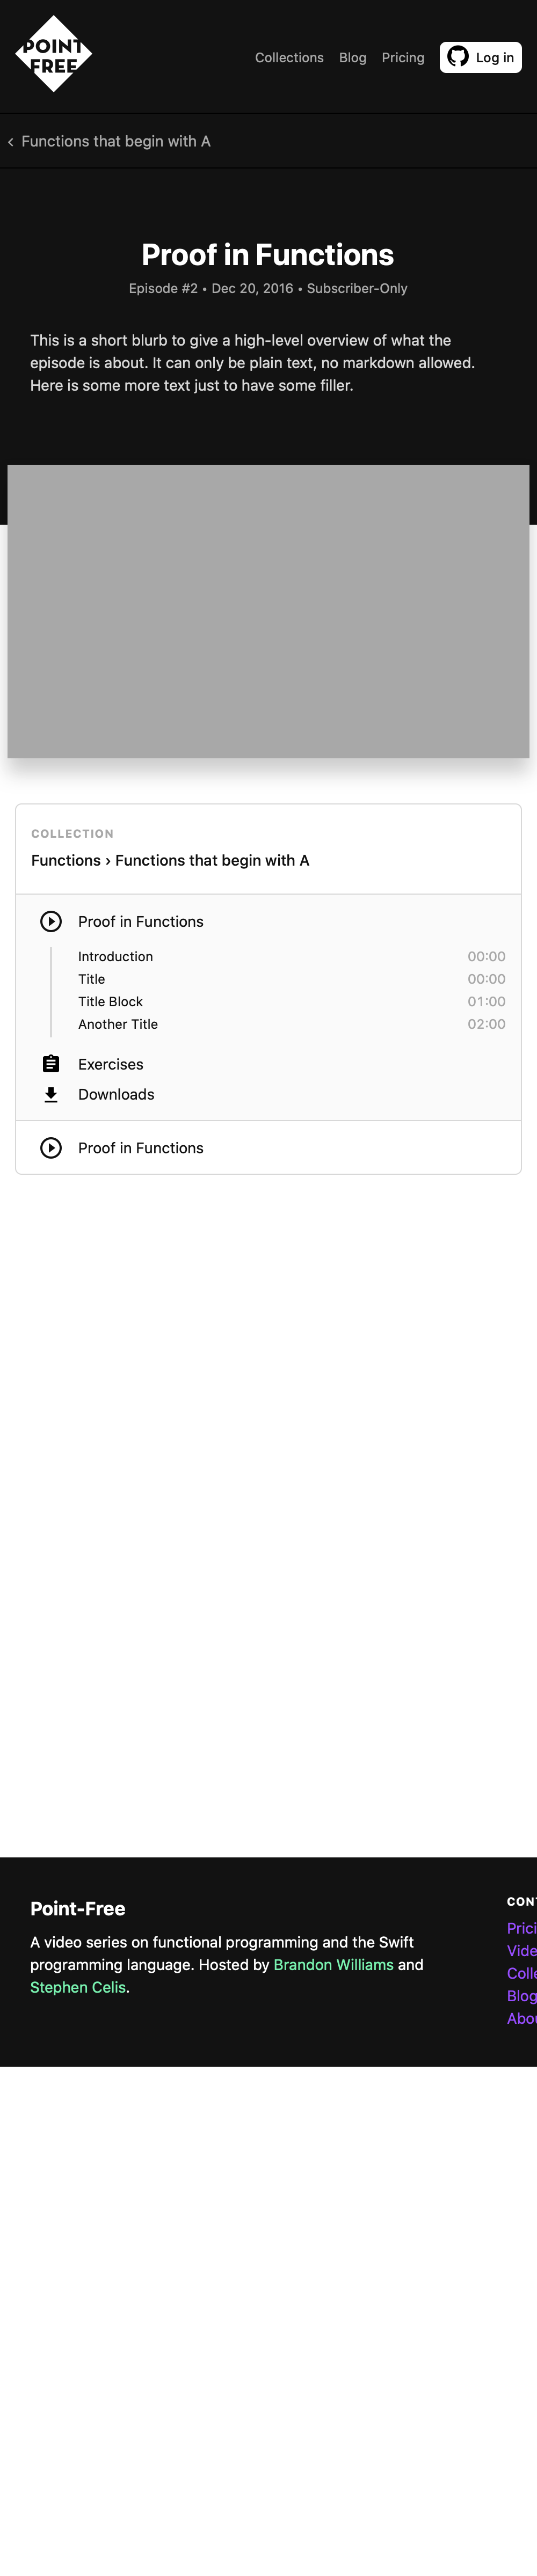 POINT
FREE
Collections Blog Pricing Log in
‹ Functions that begin with A
Proof in Functions
Episode #2 • Dec 20, 2016 • Subscriber-Only
This is a short blurb to give a high-level overview of what the
episode is about. It can only be plain text, no markdown allowed.
Here is some more text just to have some filler.
COLLECTION
Functions › Functions that begin with A
Proof in Functions
Introduction 00:00
Title 00:00
Title Block 01:00
Another Title 02:00
Exercises
Downloads
Proof in Functions
Point-Free
A video series on functional programming and the Swift
programming language. Hosted by Brandon Williams and
Stephen Celis.
CON
Prici
Vide
Colle
Blog
Abou